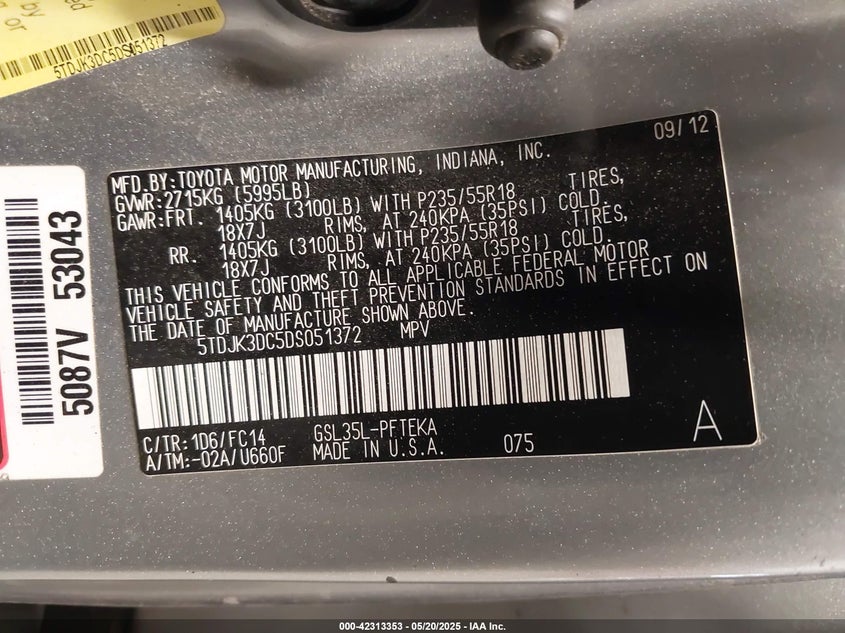 5TDJK3DC5DS051372
by
or
5087V 53043
09/12
MFD.BY:TOYOTA MOTOR MANUFACTURING, INDIANA, INC.
GVWR:2715KG (5995LB)
GAWR:FRT. 1405KG (3100LB) WITH P235/55R18 TIRES,
18X7J RIMS, AT 240KPA (35PSI) COLD.
RR. 1405KG (3100LB) WITH P235/55R18 TIRES,
18X7J RIMS, AT 240KPA (35PSI) COLD.
THIS VEHICLE CONFORMS TO ALL APPLICABLE FEDERAL MOTOR
VEHICLE SAFETY AND THEFT PREVENTION STANDARDS IN EFFECT ON
THE DATE OF MANUFACTURE SHOWN ABOVE.
5TDJK3DC5DS051372 MPV
C/TR: 1D6/FC14 GSL35L-PFTEKA
A/TM:-02A/U660F MADE IN U.S.A. 075 A
000-42313353 — 05/20/2025 — IAA Inc.